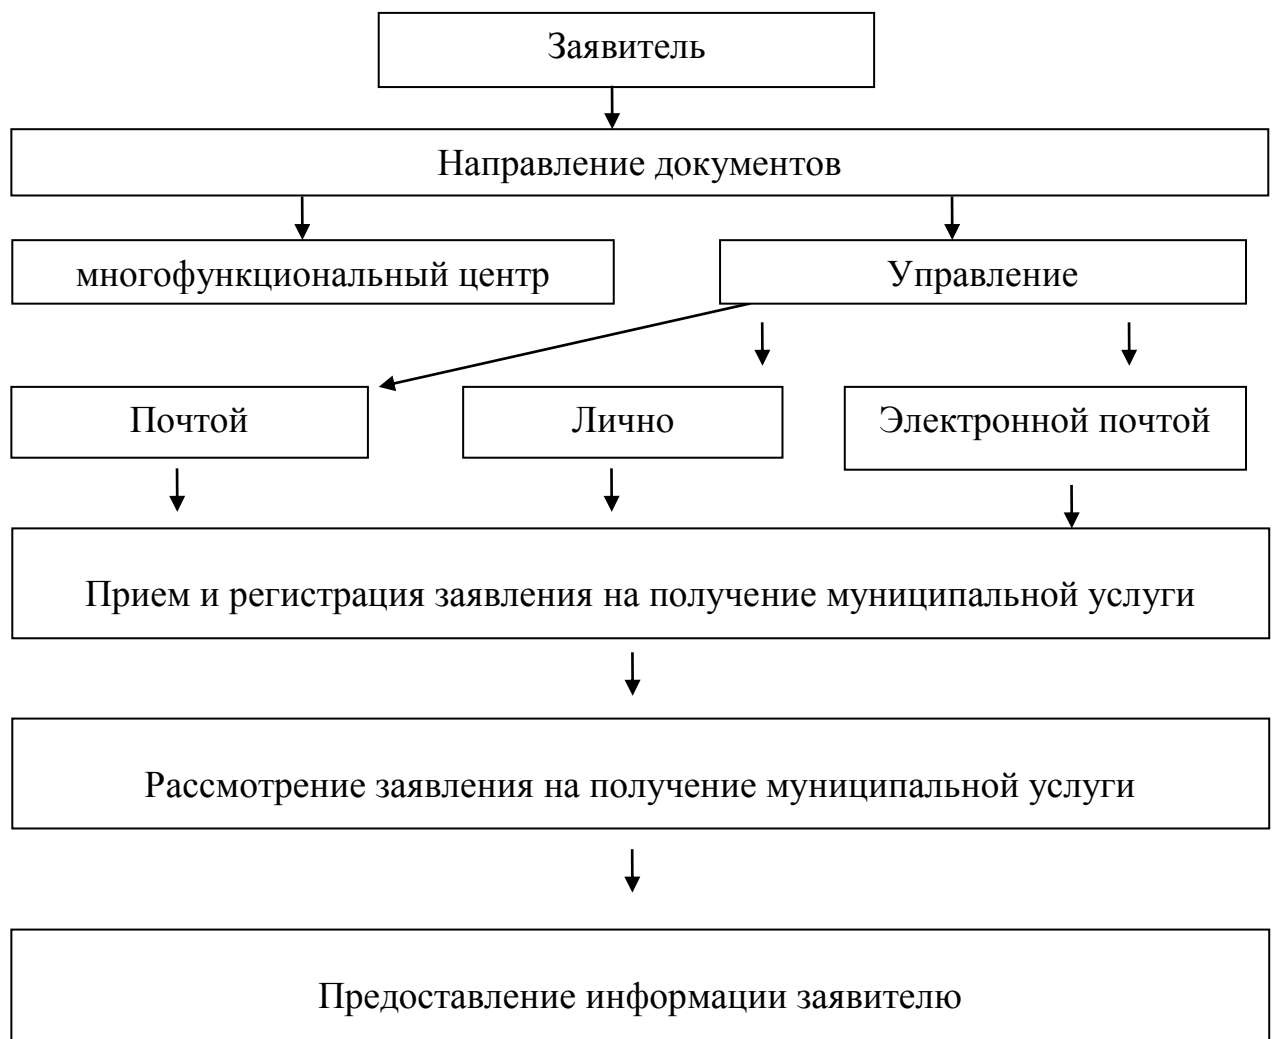 Заявитель
Направление документов
многофункциональный центр
Управление
Почтой
Лично
Электронной почтой
Прием и регистрация заявления на получение муниципальной услуги
Рассмотрение заявления на получение муниципальной услуги
Предоставление информации заявителю